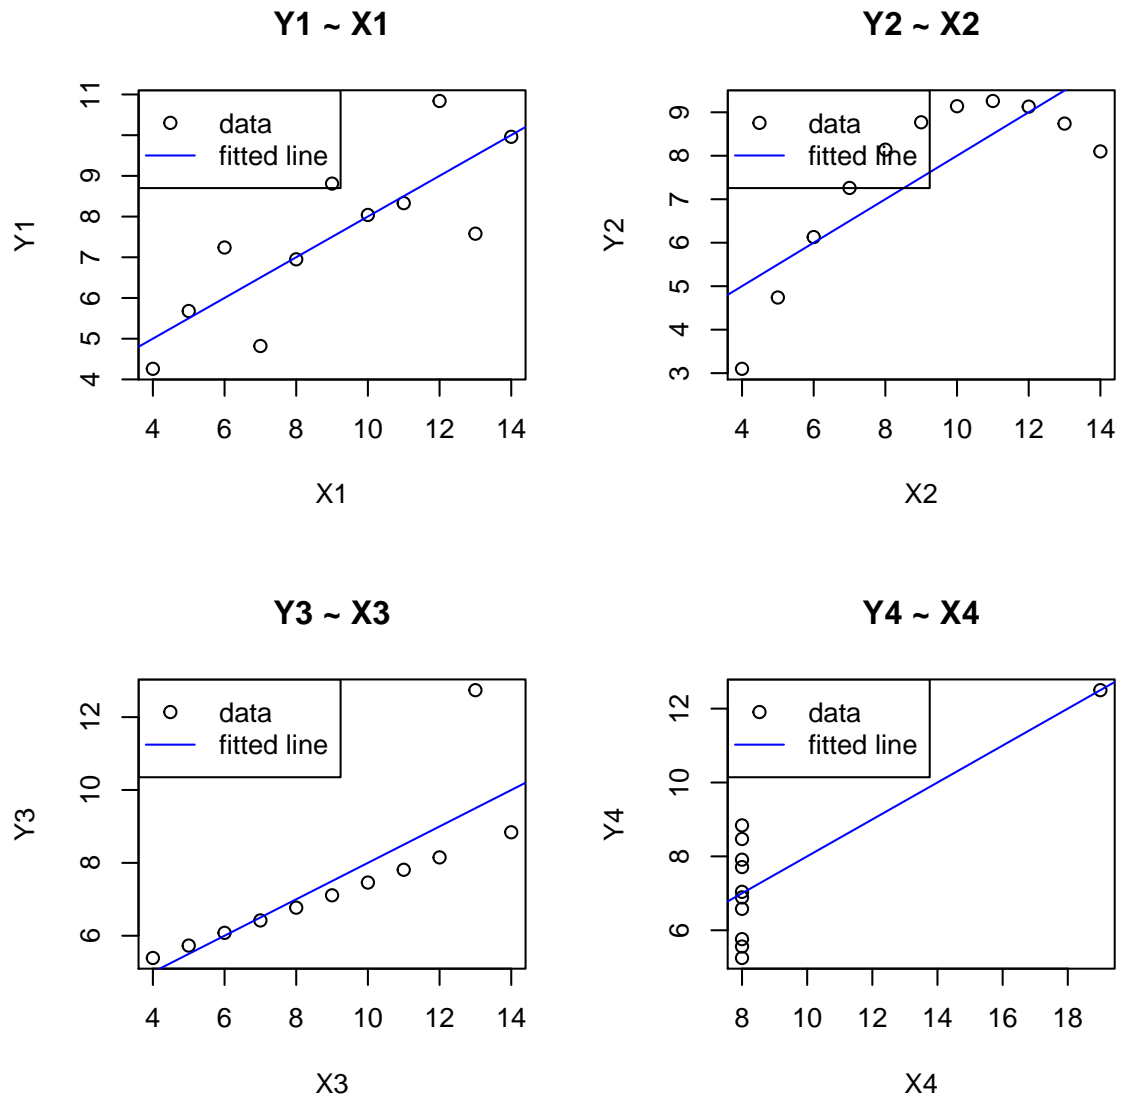 Y1 ~ X1
data
fitted line
Y1
4 5 6 7 8 9 11
4 6 8 10 12 14
X1
Y2 ~ X2
data
fitted line
Y2
3 4 5 6 7 8 9
4 6 8 10 12 14
X2
Y3 ~ X3
data
fitted line
Y3
6 8 10 12
4 6 8 10 12 14
X3
Y4 ~ X4
data
fitted line
Y4
6 8 10 12
8 10 12 14 16 18
X4